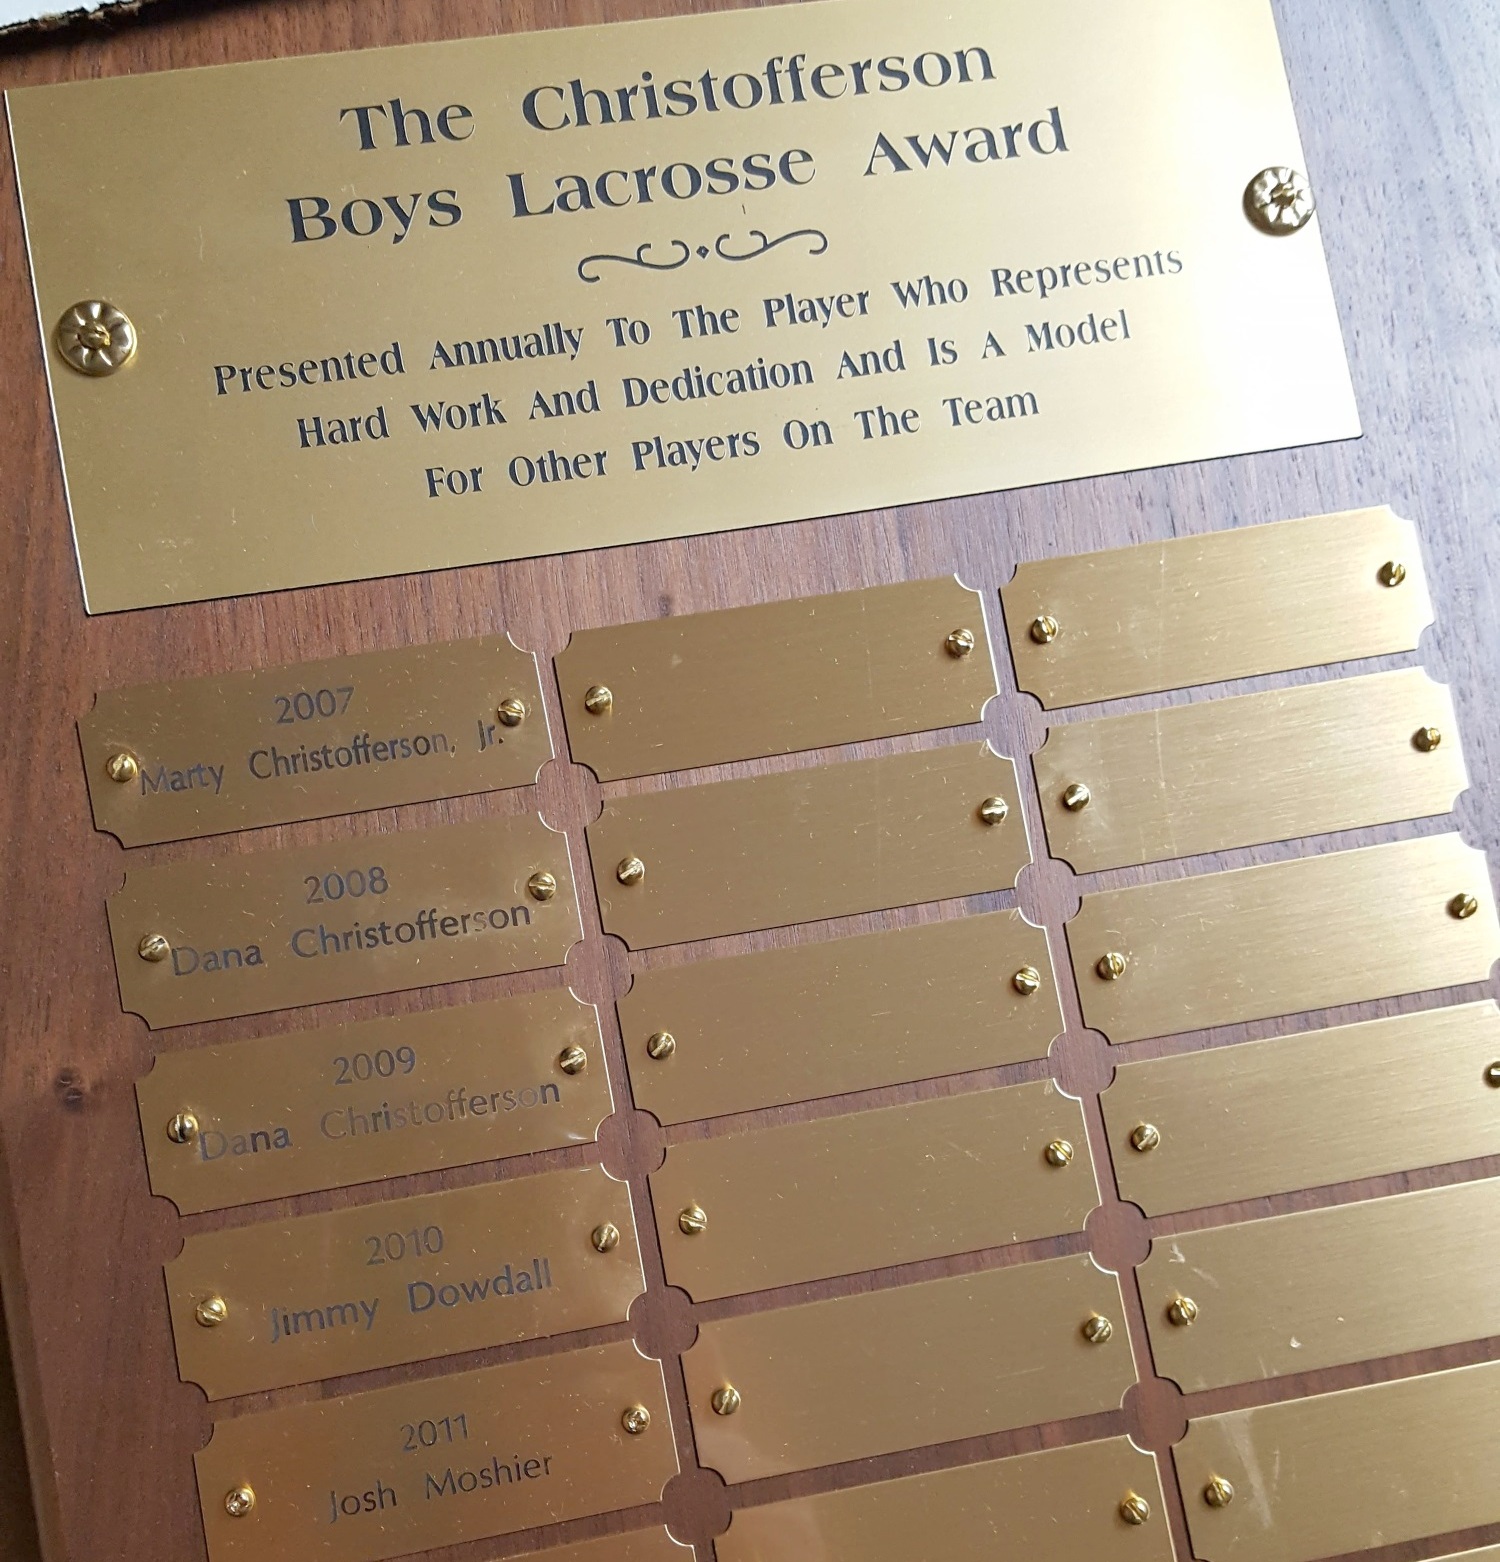 The Christofferson
Boys Lacrosse Award
Presented Annually To The Player Who Represents
Hard Work And Dedication And Is A Model
For Other Players On The Team
2007
Marty Christofferson, Jr.
2008
Dana Christofferson
2009
Dana Christofferson
2010
Jimmy Dowdall
2011
Josh Moshier